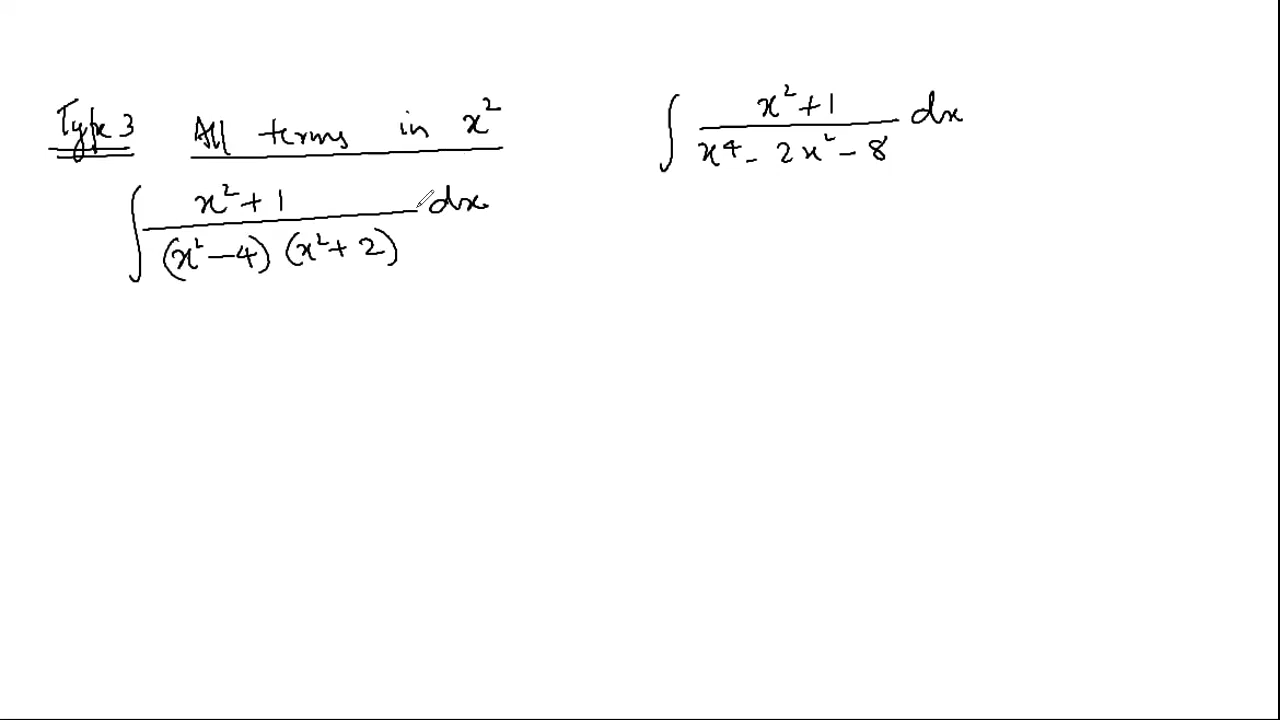 Type 3 All terms in x²
∫ (x² + 1) / ((x² - 4) (x² + 2)) dx
∫ (x² + 1) / (x⁴ - 2x² - 8) dx